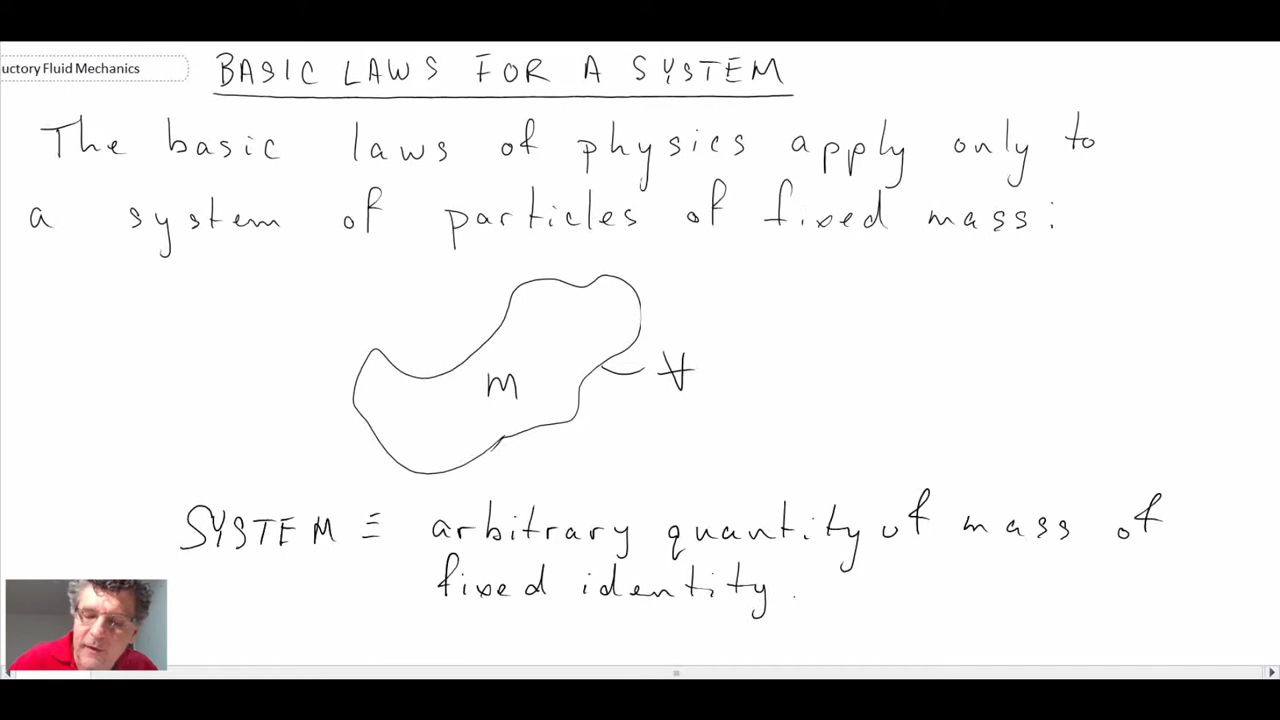 uctory Fluid Mechanics
BASIC LAWS FOR A SYSTEM
The basic laws of physics apply only to
a system of particles of fixed mass:
m
V
SYSTEM ≡ arbitrary quantity of mass of
fixed identity.